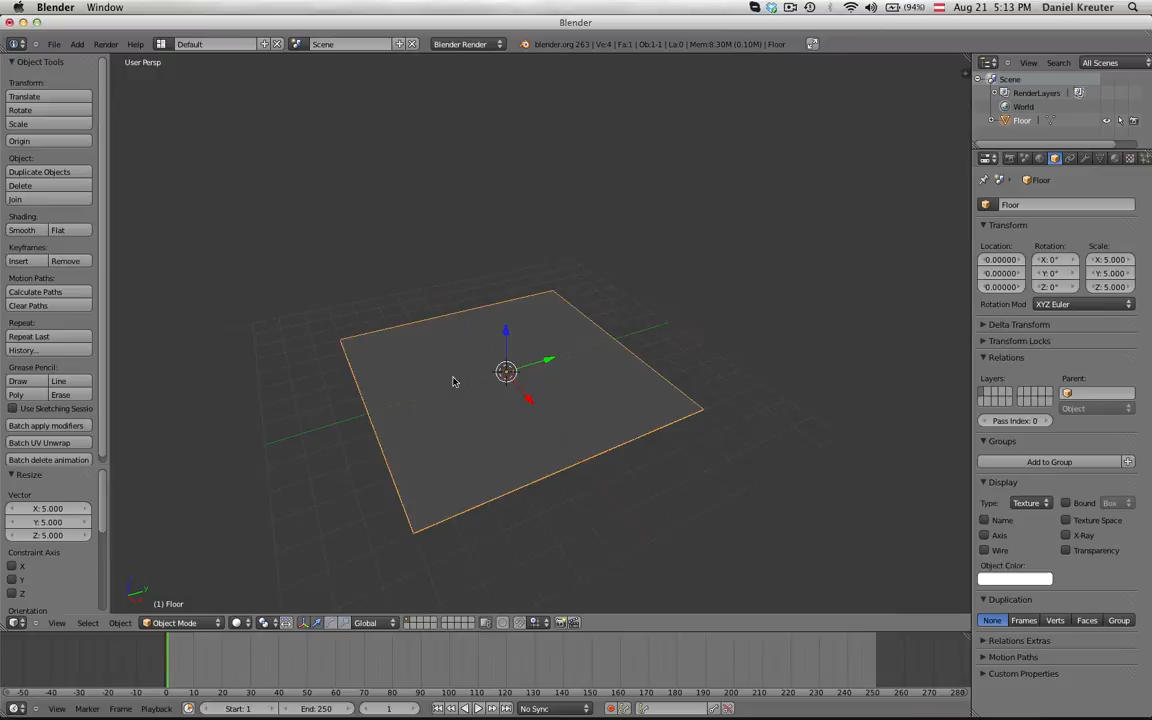 Blender Window (94%) Aug 21 5:13 PM Daniel Kreuter
Blender
File Add Render Help Default Scene Blender Render blender.org 263 | Ve:4 | Fa:1 | Ob:1-1 | La:0 | Mem:8.30M (0.10M) | Floor
Object Tools
Transform:
Translate
Rotate
Scale
Origin
Object:
Duplicate Objects
Delete
Join
Shading:
Smooth Flat
Keyframes:
Insert Remove
Motion Paths:
Calculate Paths
Clear Paths
Repeat:
Repeat Last
History...
Grease Pencil:
Draw Line
Poly Erase
Use Sketching Sessio
Batch apply modifiers
Batch UV Unwrap
Batch delete animation
Resize
Vector
X: 5.000
Y: 5.000
Z: 5.000
Constraint Axis
X
Y
Z
Orientation
User Persp
(1) Floor
View Select Object Object Mode Global
View Search All Scenes
Scene
RenderLayers
World
Floor
Floor
Floor
Transform
Location: Rotation: Scale:
0.00000 X: 0° X: 5.000
0.00000 Y: 0° Y: 5.000
0.00000 Z: 0° Z: 5.000
Rotation Mod XYZ Euler
Delta Transform
Transform Locks
Relations
Layers: Parent:
Object
Pass Index: 0
Groups
Add to Group
Display
Type: Texture Bound Box
Name Texture Space
Axis X-Ray
Wire Transparency
Object Color:
Duplication
None Frames Verts Faces Group
Relations Extras
Motion Paths
Custom Properties
-50 -40 -30 -20 -10 0 10 20 30 40 50 60 70 80 90 100 110 120 130 140 150 160 170 180 190 200 210 220 230 240 250 260 270 280
View Marker Frame Playback Start: 1 End: 250 1 No Sync